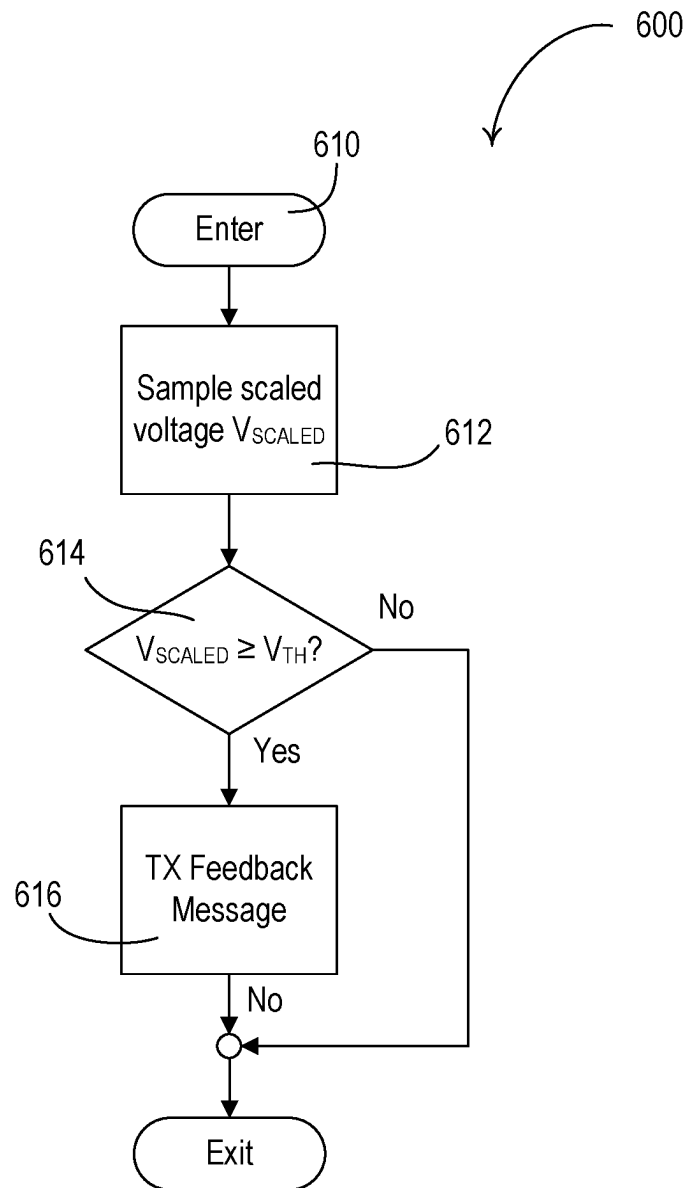 600
610
Enter
Sample scaled
voltage VSCALED
612
614
No
VSCALED ≥ VTH?
Yes
TX Feedback
Message
616
No
Exit